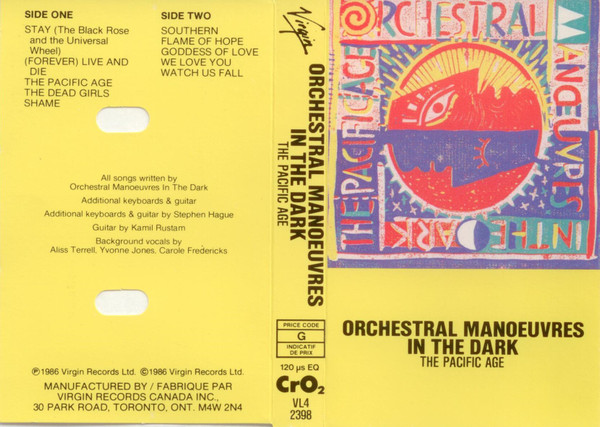 SIDE ONE
STAY (The Black Rose
and the Universal
Wheel)
(FOREVER) LIVE AND
DIE
THE PACIFIC AGE
THE DEAD GIRLS
SHAME
SIDE TWO
SOUTHERN
FLAME OF HOPE
GODDESS OF LOVE
WE LOVE YOU
WATCH US FALL
All songs written by
Orchestral Manoeuvres In The Dark
Additional keyboards & guitar
Additional keyboards & guitar by Stephen Hague
Guitar by Kamil Rustam
Background vocals by
Aliss Terrell, Yvonne Jones, Carole Fredericks
℗1986 Virgin Records Ltd. ©1986 Virgin Records Ltd.
MANUFACTURED BY / FABRIQUE PAR
VIRGIN RECORDS CANADA INC.,
30 PARK ROAD, TORONTO, ONT. M4W 2N4
Virgin
ORCHESTRAL MANOEUVRES
IN THE DARK
THE PACIFIC AGE
PRICE CODE
G
INDICATIF
DE PRIX
120 µs EQ
CrO2
VL4
2398
ORCHESTRAL
MANŒUVRES
IN THE
DARK
THE PACIFIC AGE
ORCHESTRAL MANOEUVRES
IN THE DARK
THE PACIFIC AGE